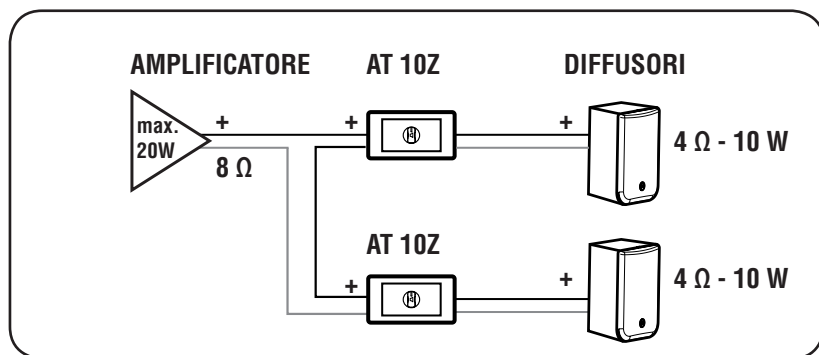 AMPLIFICATORE AT 10Z DIFFUSORI
max.
20W
+
+
+
8 Ω
4 Ω - 10 W
AT 10Z
+
+
4 Ω - 10 W